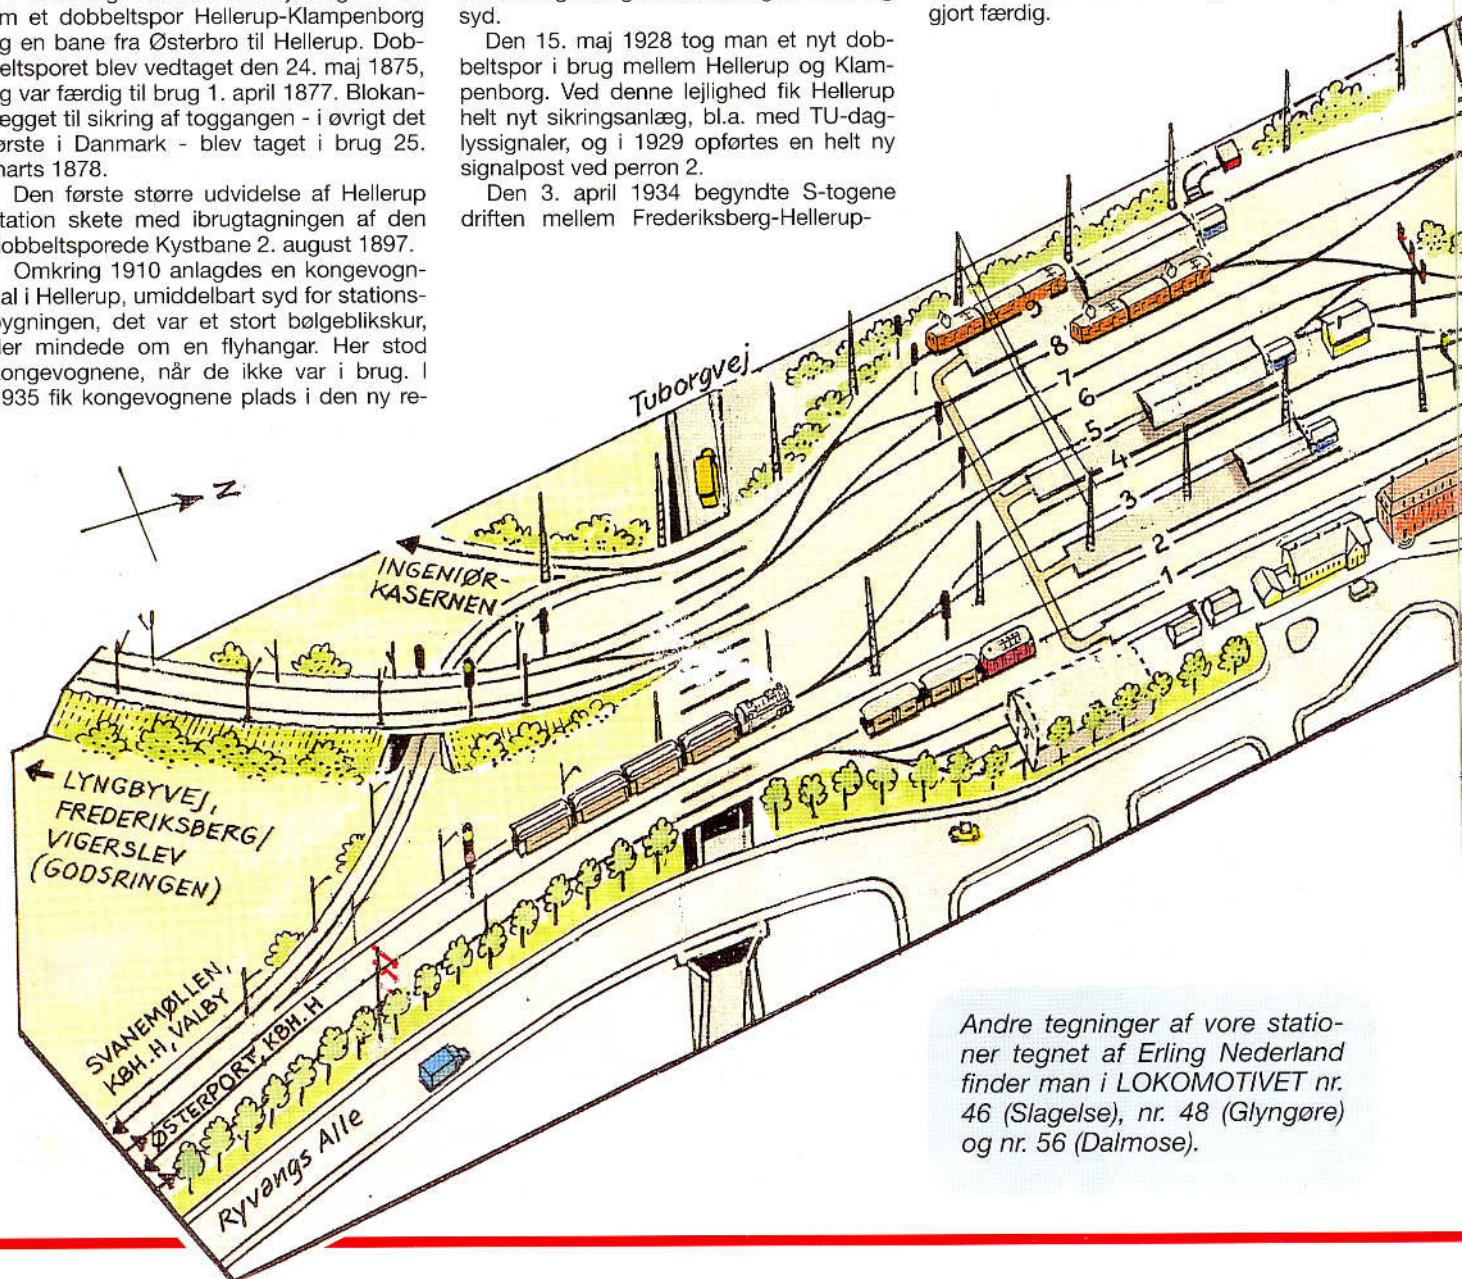 m et dobbeltspor Hellerup-Klampenborg
g en bane fra Østerbro til Hellerup. Dob-
eltsporet blev vedtaget den 24. maj 1875,
g var færdig til brug 1. april 1877. Blokan-
ægget til sikring af toggangen - i øvrigt det
ørste i Danmark - blev taget i brug 25.
narts 1878.
Den første større udvidelse af Hellerup
tation skete med ibrugtagningen af den
lobbeltsporede Kystbane 2. august 1897.
Omkring 1910 anlagdes en kongevogn-
al i Hellerup, umiddelbart syd for stations-
bygningen, det var et stort bølgeblikskur,
ler mindede om en flyhangar. Her stod
ongevognene, når de ikke var i brug. I
935 fik kongevognene plads i den ny re-
syd.
Den 15. maj 1928 tog man et nyt dob-
beltspor i brug mellem Hellerup og Klam-
penborg. Ved denne lejlighed fik Hellerup
helt nyt sikringsanlæg, bl.a. med TU-dag-
lyssignaler, og i 1929 opførtes en helt ny
signalpost ved perron 2.
Den 3. april 1934 begyndte S-togene
driften mellem Frederiksberg-Hellerup-
gjort færdig.
Tuborgvej
N
9
8
7
6
5
4
3
2
1
INGENIØR-
KASERNEN
LYNGBYVEJ,
FREDERIKSBERG/
VIGERSLEV
(GODSRINGEN)
SVANEMØLLEN,
KBH.H, VALBY
ØSTERPORT, KBH.H
Ryvangs Alle
Andre tegninger af vore statio-
ner tegnet af Erling Nederland
finder man i LOKOMOTIVET nr.
46 (Slagelse), nr. 48 (Glyngøre)
og nr. 56 (Dalmose).